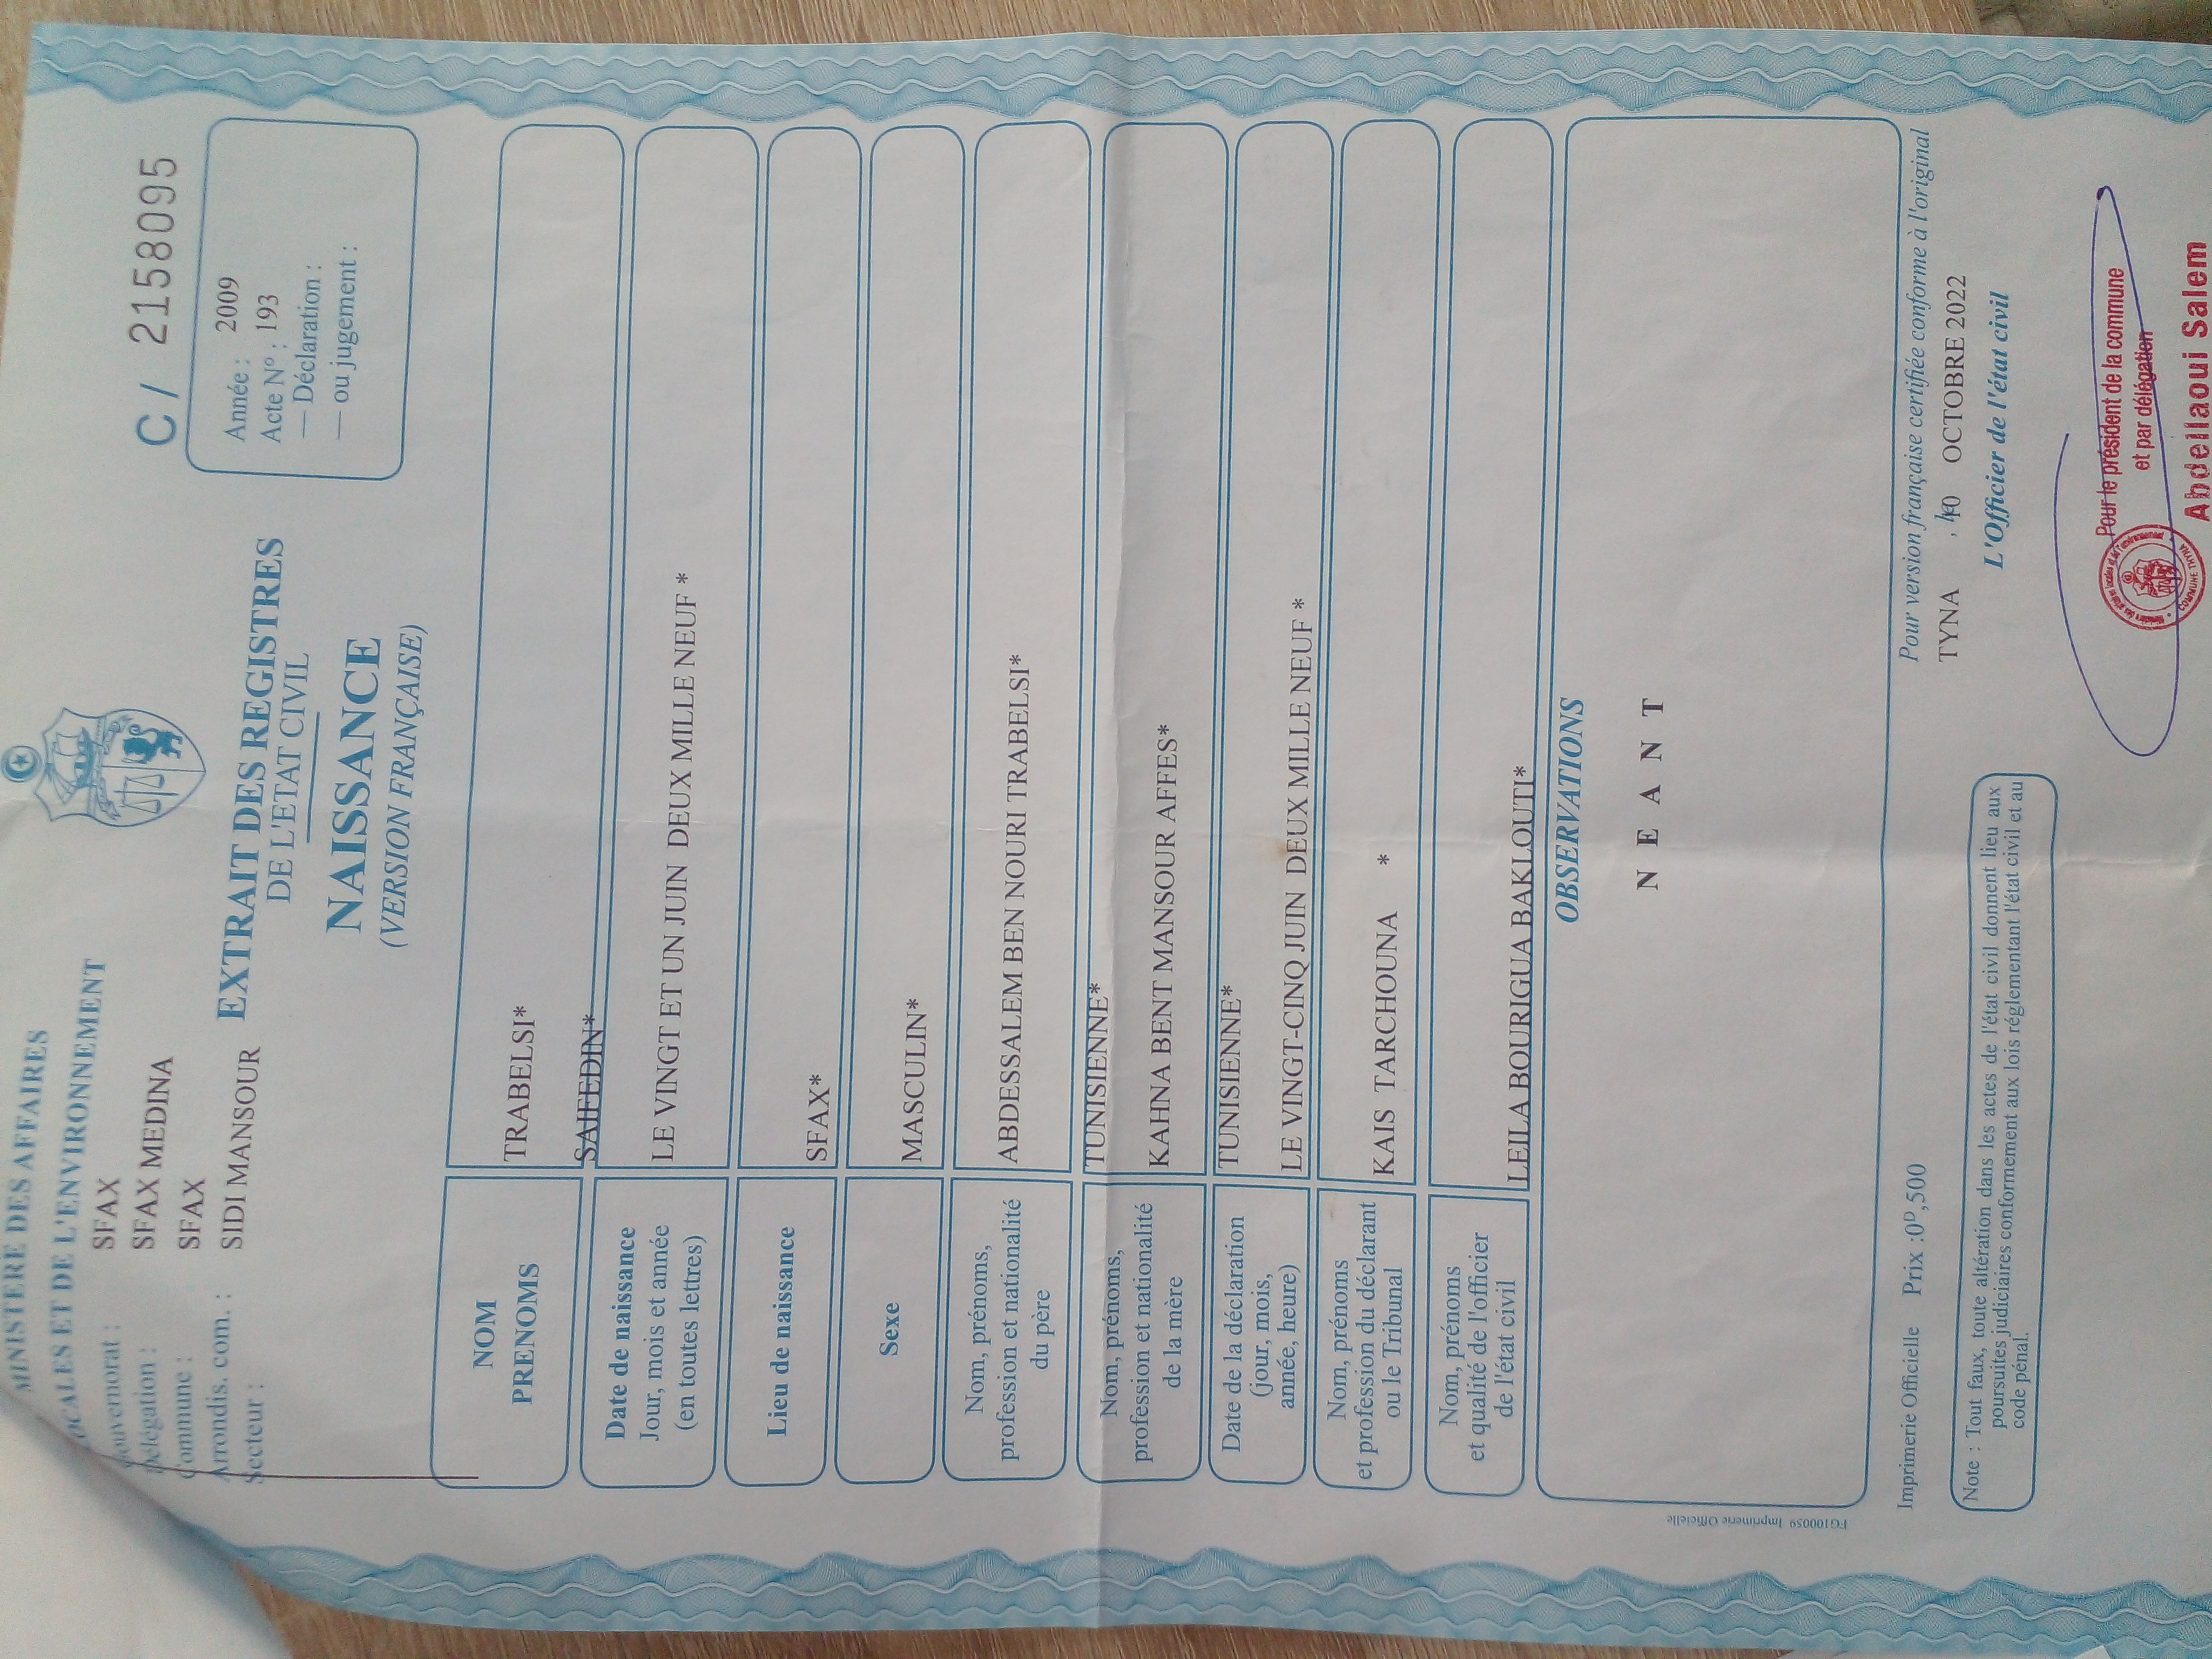 MINISTERE DES AFFAIRES
LOCALES ET DE L'ENVIRONNEMENT
Gouvernorat : SFAX
Délégation : SFAX MEDINA
Commune : SFAX
Arrondis. com. : SIDI MANSOUR
Secteur :
C / 2158095
Année : 2009
Acte N° : 193
— Déclaration :
— ou jugement :
EXTRAIT DES REGISTRES
DE L'ETAT CIVIL
NAISSANCE
(VERSION FRANÇAISE)
NOM TRABELSI*
PRENOMS SAIFEDIN*
Date de naissance
Jour, mois et année LE VINGT ET UN JUIN DEUX MILLE NEUF *
(en toutes lettres)
Lieu de naissance SFAX*
Sexe MASCULIN*
Nom, prénoms,
profession et nationalité ABDESSALEM BEN NOURI TRABELSI*
du père
TUNISIENNE*
Nom, prénoms,
profession et nationalité KAHNA BENT MANSOUR AFFES*
de la mère
TUNISIENNE*
Date de la déclaration
(jour, mois, LE VINGT-CINQ JUIN DEUX MILLE NEUF *
année, heure)
Nom, prénoms
et profession du déclarant KAIS TARCHOUNA *
ou le Tribunal
Nom, prénoms
et qualité de l'officier
de l'état civil LEILA BOURIGUA BAKLOUTI*
OBSERVATIONS
N E A N T
FG100059 Imprimerie Officielle
Imprimerie Officielle Prix :0D,500
Pour version française certifiée conforme à l'original
TYNA , OCTOBRE 2022
L'Officier de l'état civil
Note : Tout faux, toute altération dans les actes de l'état civil donnent lieu aux
poursuites judiciaires conformement aux lois réglementant l'état civil et au
code pénal.
Pour le président de la commune
et par délégation
Abdellaoui Salem
COMMUNE THYNA